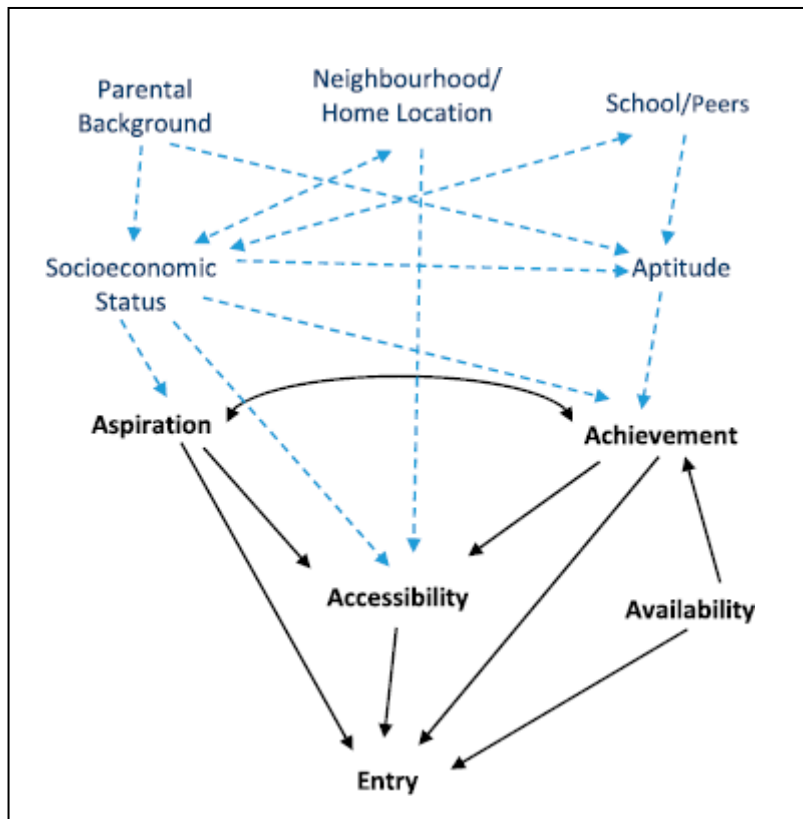 Parental
Background
Neighbourhood/
Home Location
School/Peers
Socioeconomic
Status
Aptitude
Aspiration
Achievement
Accessibility
Availability
Entry